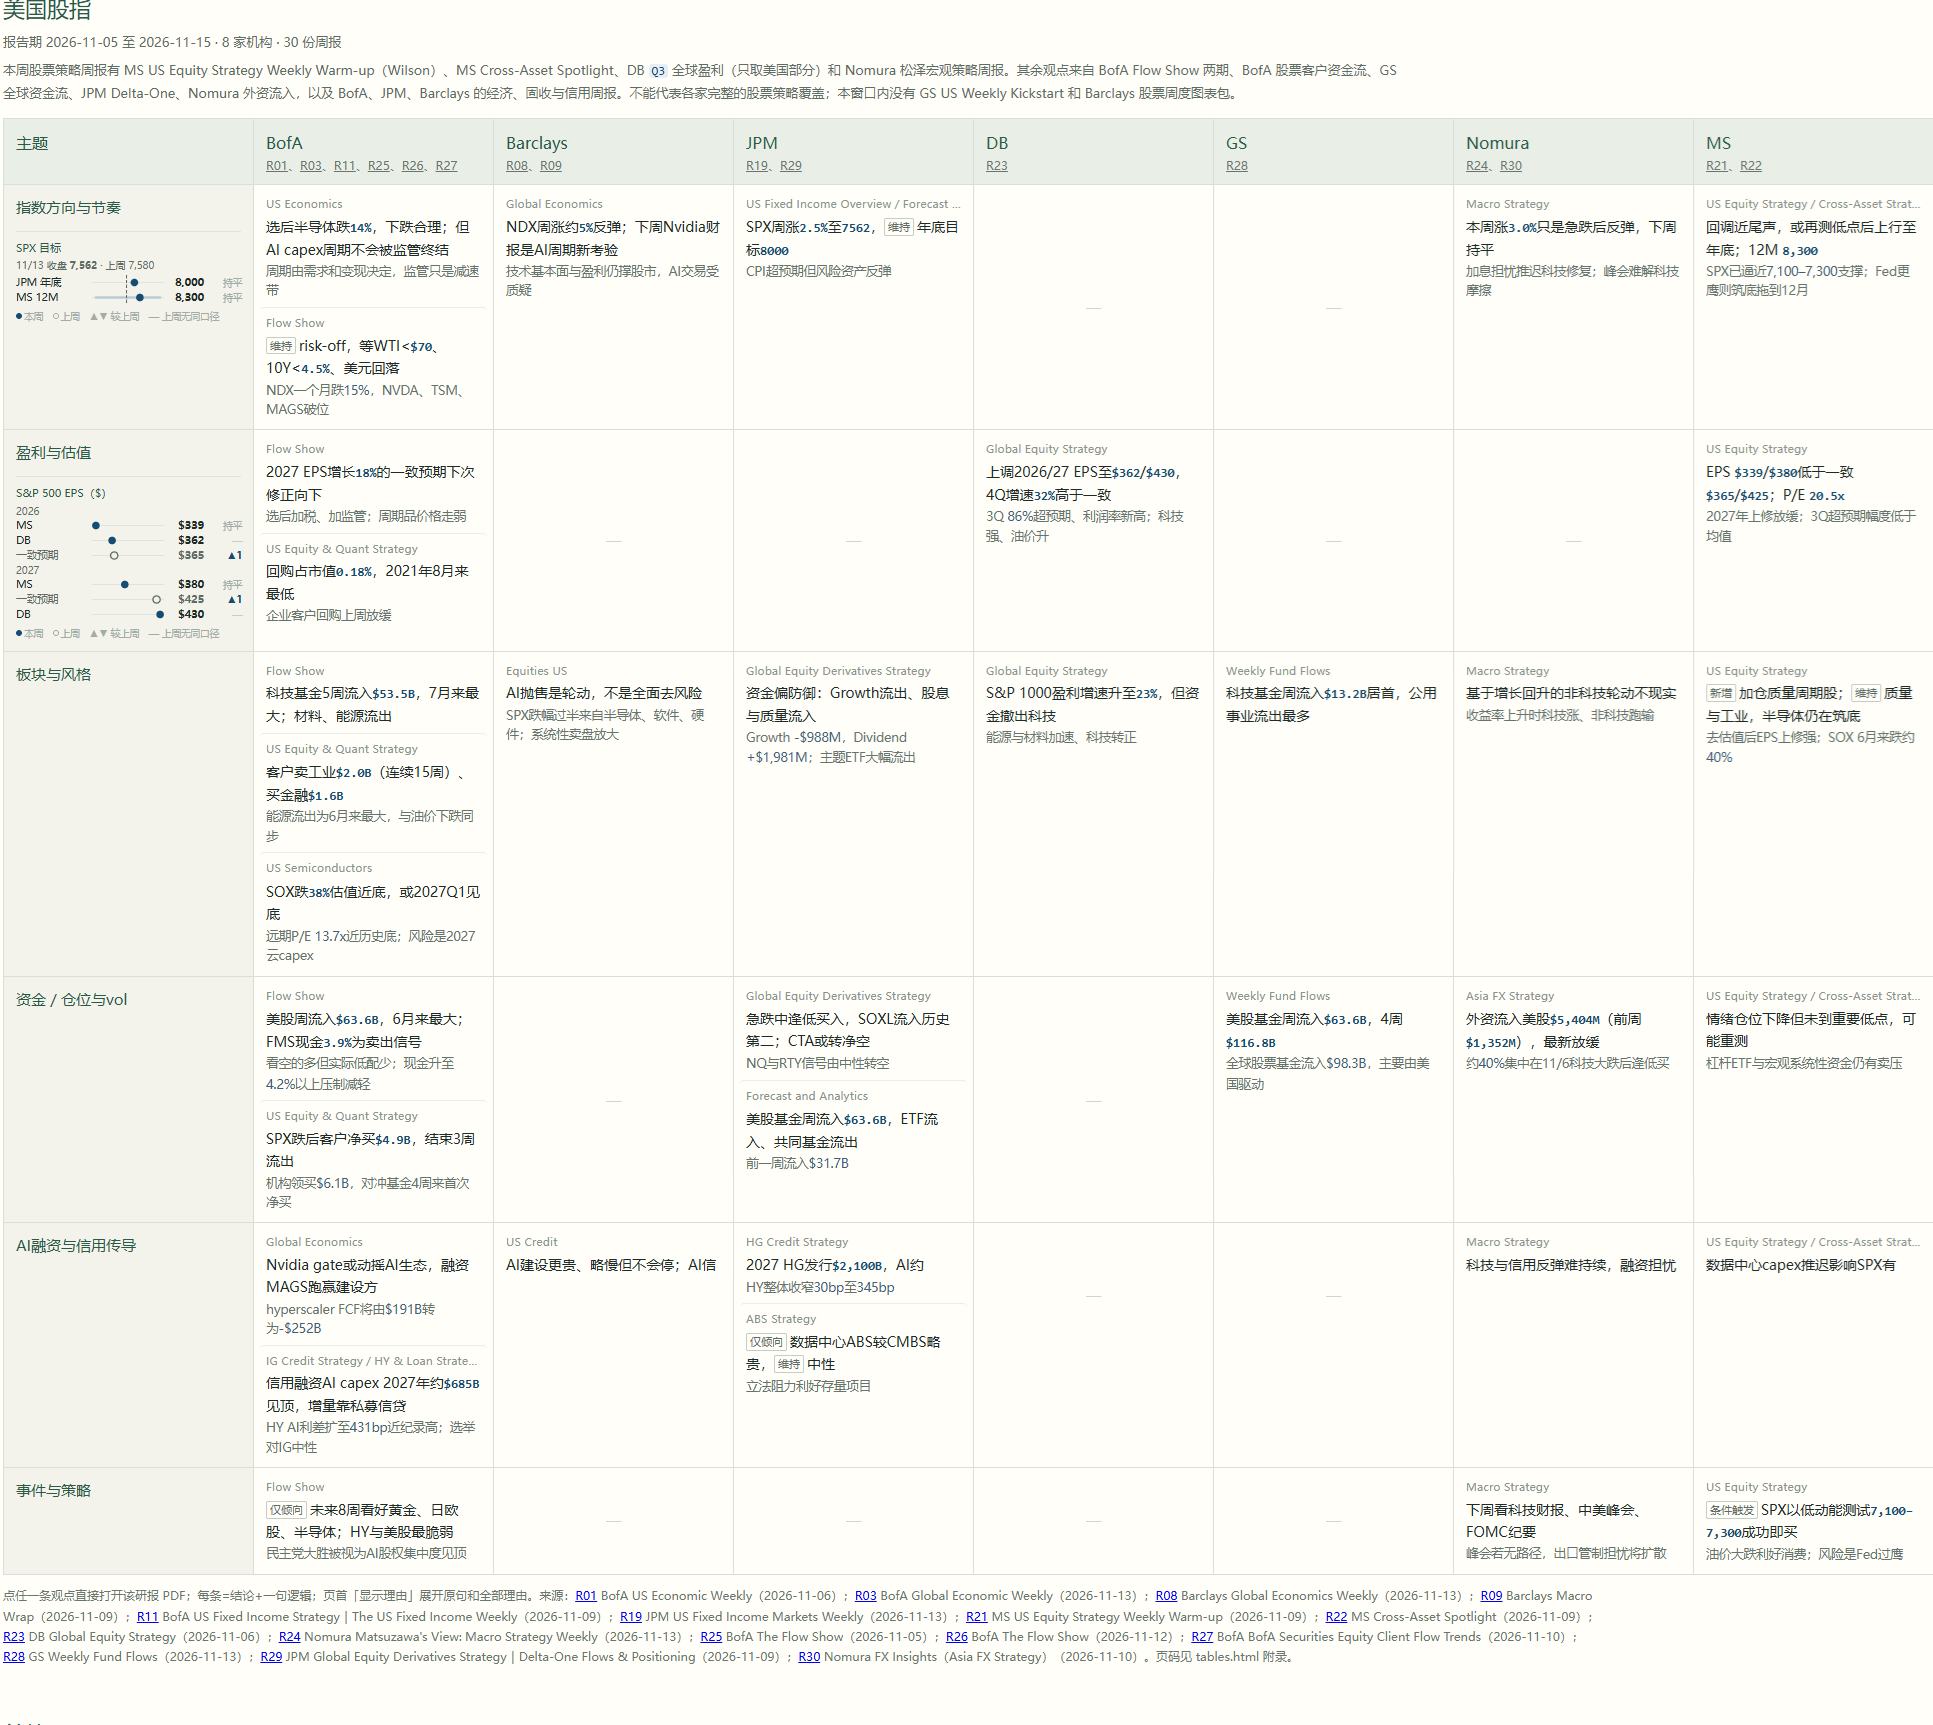 美国股指
报告期 2026-11-05 至 2026-11-15 · 8 家机构 · 30 份周报
本周股票策略周报有 MS US Equity Strategy Weekly Warm-up（Wilson）、MS Cross-Asset Spotlight、DB Q3 全球盈利（只取美国部分）和 Nomura 松泽宏观策略周报。其余观点来自 BofA Flow Show 两期、BofA 股票客户资金流、GS
全球资金流、JPM Delta-One、Nomura 外资流入，以及 BofA、JPM、Barclays 的经济、固收与信用周报。不能代表各家完整的股票策略覆盖；本窗口内没有 GS US Weekly Kickstart 和 Barclays 股票周度图表包。
主题
BofA
R01、R03、R11、R25、R26、R27
Barclays
R08、R09
JPM
R19、R29
DB
R23
GS
R28
Nomura
R24、R30
MS
R21、R22
指数方向与节奏
SPX 目标
11/13 收盘 7,562 · 上周 7,580
JPM 年底 8,000 持平
MS 12M 8,300 持平
●本周 ○上周 ▲▼ 较上周 — 上周无同口径
US Economics
选后半导体跌14%，下跌合理；但
AI capex周期不会被监管终结
周期由需求和变现决定，监管只是减速
带
Flow Show
维持 risk-off，等WTI<$70、
10Y<4.5%、美元回落
NDX一个月跌15%，NVDA、TSM、
MAGS破位
Global Economics
NDX周涨约5%反弹；下周Nvidia财
报是AI周期新考验
技术基本面与盈利仍撑股市，AI交易受
质疑
US Fixed Income Overview / Forecast ...
SPX周涨2.5%至7562，维持 年底目
标8000
CPI超预期但风险资产反弹
—
—
Macro Strategy
本周涨3.0%只是急跌后反弹，下周
持平
加息担忧推迟科技修复；峰会难解科技
摩擦
US Equity Strategy / Cross-Asset Strat...
回调近尾声，或再测低点后上行至
年底；12M 8,300
SPX已逼近7,100–7,300支撑；Fed更
鹰则筑底拖到12月
盈利与估值
S&P 500 EPS（$）
2026
MS $339 持平
DB $362 —
一致预期 $365 ▲1
2027
MS $380 持平
一致预期 $425 ▲1
DB $430 —
●本周 ○上周 ▲▼ 较上周 — 上周无同口径
Flow Show
2027 EPS增长18%的一致预期下次
修正向下
选后加税、加监管；周期品价格走弱
US Equity & Quant Strategy
回购占市值0.18%，2021年8月来
最低
企业客户回购上周放缓
—
—
Global Equity Strategy
上调2026/27 EPS至$362/$430，
4Q增速32%高于一致
3Q 86%超预期、利润率新高；科技
强、油价升
—
—
US Equity Strategy
EPS $339/$380低于一致
$365/$425；P/E 20.5x
2027年上修放缓；3Q超预期幅度低于
均值
板块与风格
Flow Show
科技基金5周流入$53.5B，7月来最
大；材料、能源流出
US Equity & Quant Strategy
客户卖工业$2.0B（连续15周）、
买金融$1.6B
能源流出为6月来最大，与油价下跌同
步
US Semiconductors
SOX跌38%估值近底，或2027Q1见
底
远期P/E 13.7x近历史底；风险是2027
云capex
Equities US
AI抛售是轮动，不是全面去风险
SPX跌幅过半来自半导体、软件、硬
件；系统性卖盘放大
Global Equity Derivatives Strategy
资金偏防御：Growth流出、股息
与质量流入
Growth -$988M，Dividend
+$1,981M；主题ETF大幅流出
Global Equity Strategy
S&P 1000盈利增速升至23%，但资
金撤出科技
能源与材料加速、科技转正
Weekly Fund Flows
科技基金周流入$13.2B居首，公用
事业流出最多
Macro Strategy
基于增长回升的非科技轮动不现实
收益率上升时科技涨、非科技跑输
US Equity Strategy
新增 加仓质量周期股；维持 质量
与工业，半导体仍在筑底
去估值后EPS上修强；SOX 6月来跌约
40%
资金 / 仓位与vol
Flow Show
美股周流入$63.6B，6月来最大；
FMS现金3.9%为卖出信号
看空的多但实际低配少；现金升至
4.2%以上压制减轻
US Equity & Quant Strategy
SPX跌后客户净买$4.9B，结束3周
流出
机构领买$6.1B，对冲基金4周来首次
净买
—
Global Equity Derivatives Strategy
急跌中逢低买入，SOXL流入历史
第二；CTA或转净空
NQ与RTY信号由中性转空
Forecast and Analytics
美股基金周流入$63.6B，ETF流
入、共同基金流出
前一周流入$31.7B
—
Weekly Fund Flows
美股基金周流入$63.6B，4周
$116.8B
全球股票基金流入$98.3B，主要由美
国驱动
Asia FX Strategy
外资流入美股$5,404M（前周
$1,352M），最新放缓
约40%集中在11/6科技大跌后逢低买
US Equity Strategy / Cross-Asset Strat...
情绪仓位下降但未到重要低点，可
能重测
杠杆ETF与宏观系统性资金仍有卖压
AI融资与信用传导
Global Economics
Nvidia gate或动摇AI生态，融资
MAGS跑赢建设方
hyperscaler FCF将由$191B转
为-$252B
IG Credit Strategy / HY & Loan Strate...
信用融资AI capex 2027年约$685B
见顶，增量靠私募信贷
HY AI利差扩至431bp近纪录高；选举
对IG中性
US Credit
AI建设更贵、略慢但不会停；AI信
HG Credit Strategy
2027 HG发行$2,100B，AI约
HY整体收窄30bp至345bp
ABS Strategy
仅倾向 数据中心ABS较CMBS略
贵，维持 中性
立法阻力利好存量项目
—
—
Macro Strategy
科技与信用反弹难持续，融资担忧
US Equity Strategy / Cross-Asset Strat...
数据中心capex推迟影响SPX有
事件与策略
Flow Show
仅倾向 未来8周看好黄金、日欧
股、半导体；HY与美股最脆弱
民主党大胜被视为AI股权集中度见顶
—
—
—
—
Macro Strategy
下周看科技财报、中美峰会、
FOMC纪要
峰会若无路径，出口管制担忧将扩散
US Equity Strategy
条件触发 SPX以低动能测试7,100–
7,300成功即买
油价大跌利好消费；风险是Fed过鹰
点任一条观点直接打开该研报 PDF；每条=结论+一句逻辑；页首「显示理由」展开原句和全部理由。来源：R01 BofA US Economic Weekly（2026-11-06）；R03 BofA Global Economic Weekly（2026-11-13）；R08 Barclays Global Economics Weekly（2026-11-13）；R09 Barclays Macro
Wrap（2026-11-09）；R11 BofA US Fixed Income Strategy | The US Fixed Income Weekly（2026-11-09）；R19 JPM US Fixed Income Markets Weekly（2026-11-13）；R21 MS US Equity Strategy Weekly Warm-up（2026-11-09）；R22 MS Cross-Asset Spotlight（2026-11-09）；
R23 DB Global Equity Strategy（2026-11-06）；R24 Nomura Matsuzawa's View: Macro Strategy Weekly（2026-11-13）；R25 BofA The Flow Show（2026-11-05）；R26 BofA The Flow Show（2026-11-12）；R27 BofA BofA Securities Equity Client Flow Trends（2026-11-10）；
R28 GS Weekly Fund Flows（2026-11-13）；R29 JPM Global Equity Derivatives Strategy | Delta-One Flows & Positioning（2026-11-09）；R30 Nomura FX Insights（Asia FX Strategy）（2026-11-10）。页码见 tables.html 附录。